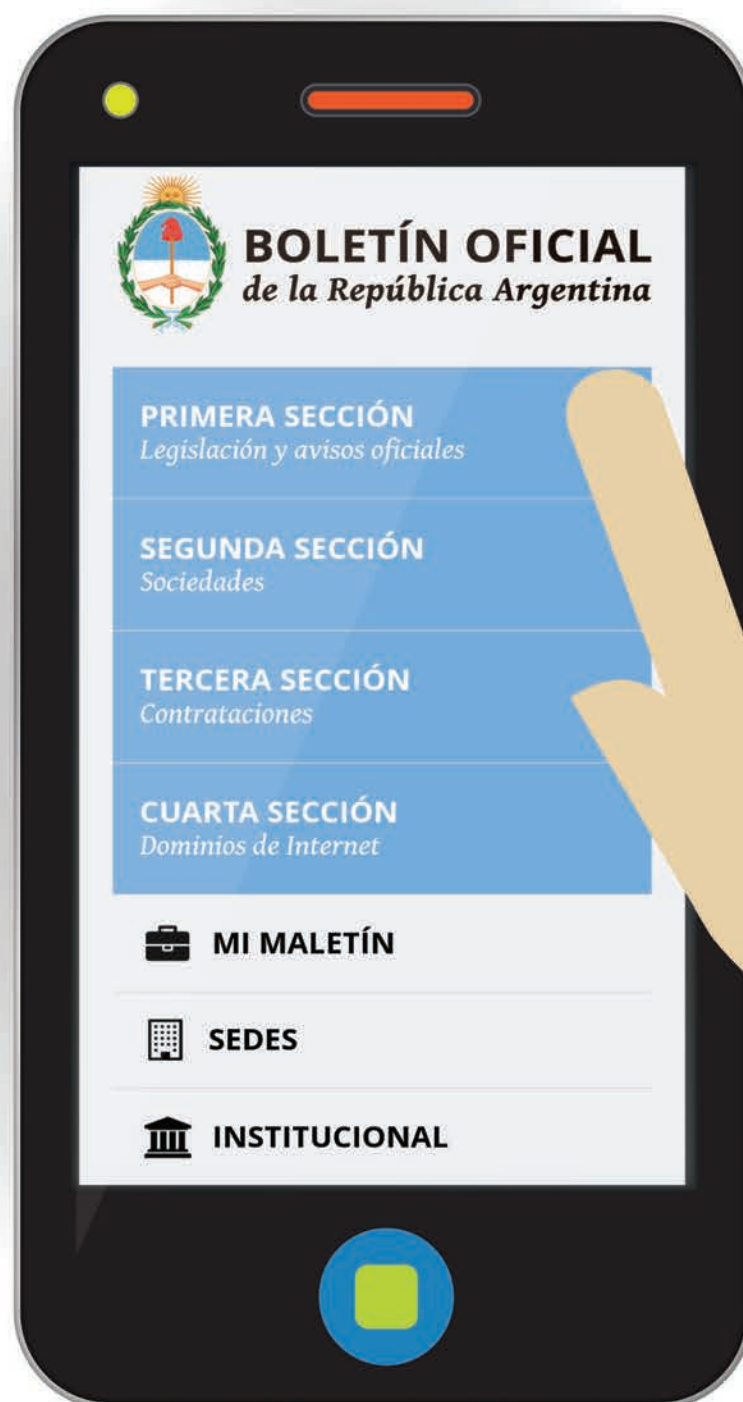 BOLETÍN OFICIAL
de la República Argentina
PRIMERA SECCIÓN
Legislación y avisos oficiales
SEGUNDA SECCIÓN
Sociedades
TERCERA SECCIÓN
Contrataciones
CUARTA SECCIÓN
Dominios de Internet
MI MALETÍN
SEDES
INSTITUCIONAL